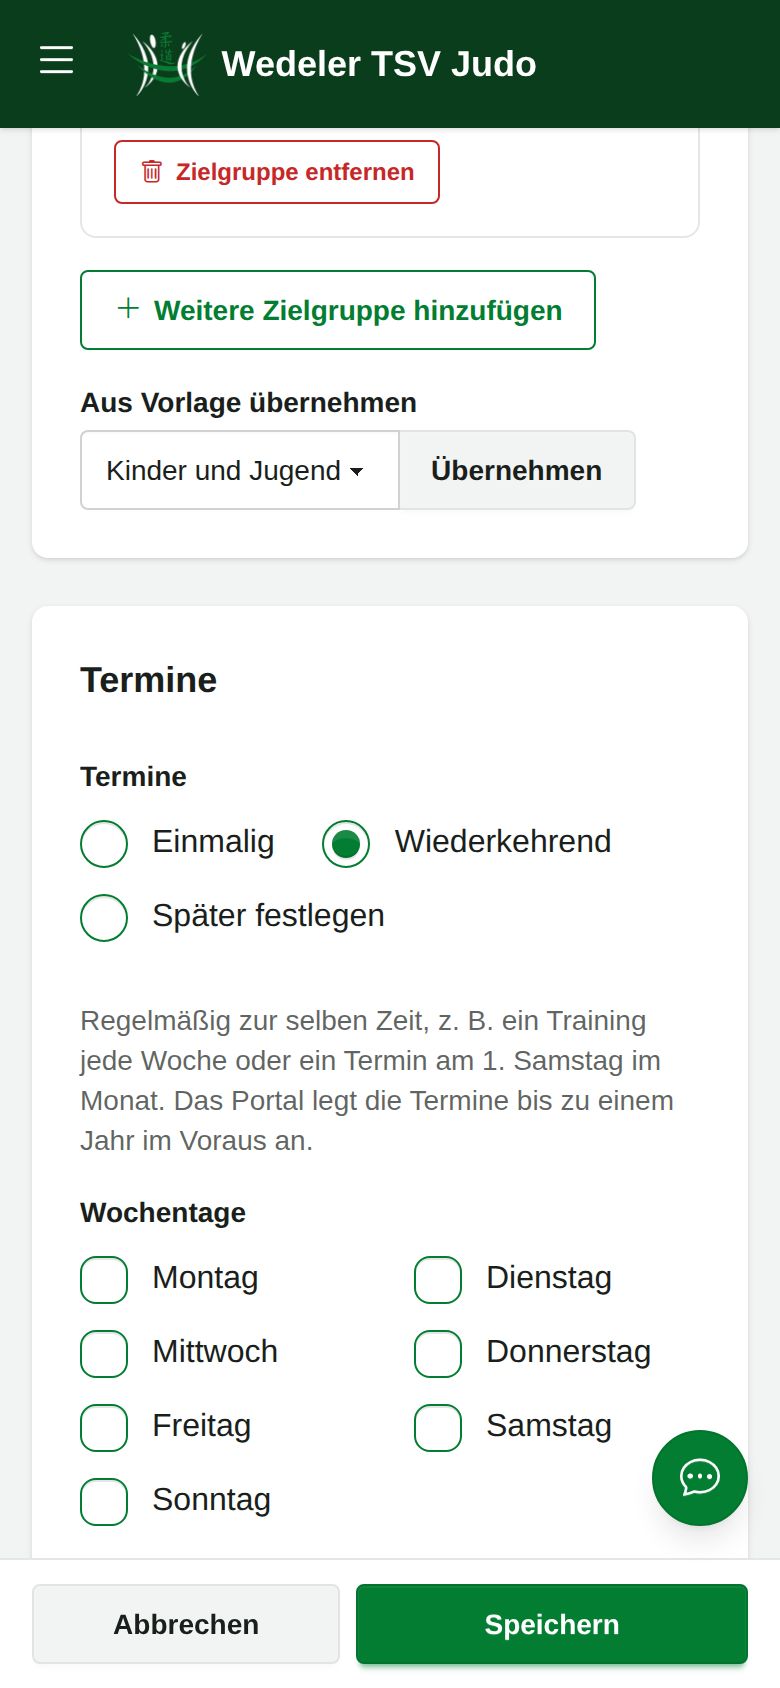 柔道
Wedeler TSV Judo
Zielgruppe entfernen
Weitere Zielgruppe hinzufügen
Aus Vorlage übernehmen
Kinder und Jugend
Übernehmen
Termine
Termine
Einmalig
Wiederkehrend
Später festlegen
Regelmäßig zur selben Zeit, z. B. ein Training
jede Woche oder ein Termin am 1. Samstag im
Monat. Das Portal legt die Termine bis zu einem
Jahr im Voraus an.
Wochentage
Montag
Dienstag
Mittwoch
Donnerstag
Freitag
Samstag
Sonntag
Abbrechen
Speichern